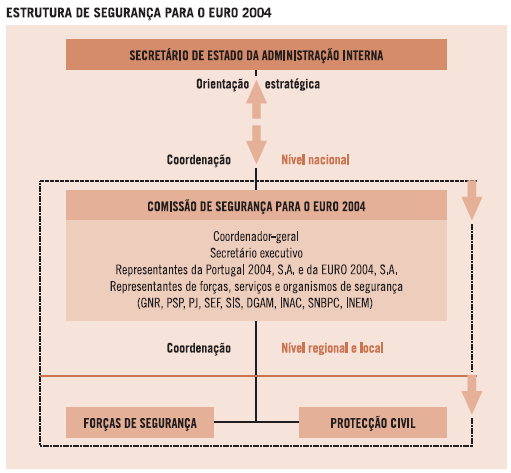 ESTRUTURA DE SEGURANÇA PARA O EURO 2004
SECRETÁRIO DE ESTADO DA ADMINISTRAÇÃO INTERNA
Orientação estratégica
Coordenação Nível nacional
COMISSÃO DE SEGURANÇA PARA O EURO 2004
Coordenador-geral
Secretário executivo
Representantes da Portugal 2004, S.A. e da EURO 2004, S.A.
Representantes de forças, serviços e organismos de segurança
(GNR, PSP, PJ, SEF, SIS, DGAM, INAC, SNBPC, INEM)
Coordenação Nível regional e local
FORÇAS DE SEGURANÇA PROTECÇÃO CIVIL